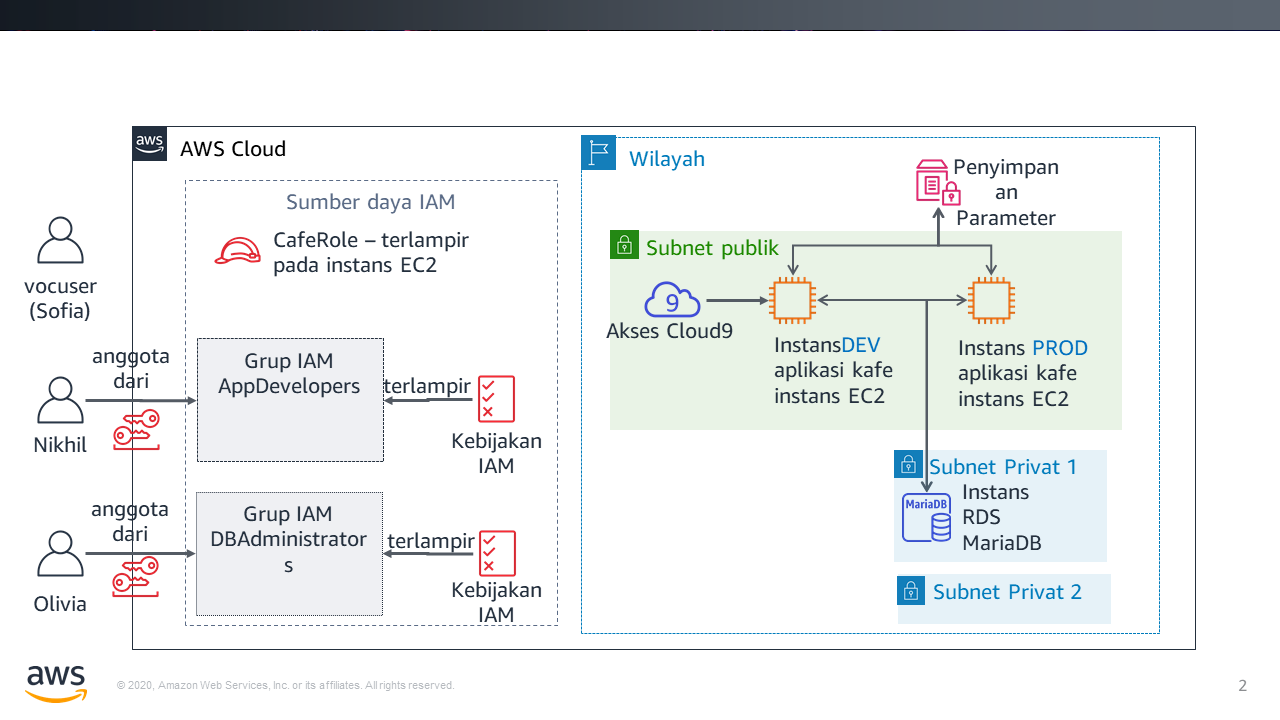 aws
AWS Cloud
Sumber daya IAM
CafeRole – terlampir
pada instans EC2
vocuser
(Sofia)
anggota
dari
Nikhil
Grup IAM
AppDevelopers
terlampir
Kebijakan
IAM
anggota
dari
Olivia
Grup IAM
DBAdministrator
s
terlampir
Kebijakan
IAM
Wilayah
Penyimpan
an
Parameter
Subnet publik
9
Akses Cloud9
InstansDEV
aplikasi kafe
instans EC2
Instans PROD
aplikasi kafe
instans EC2
Subnet Privat 1
MariaDB
Instans
RDS
MariaDB
Subnet Privat 2
aws
© 2020, Amazon Web Services, Inc. or its affiliates. All rights reserved.
2